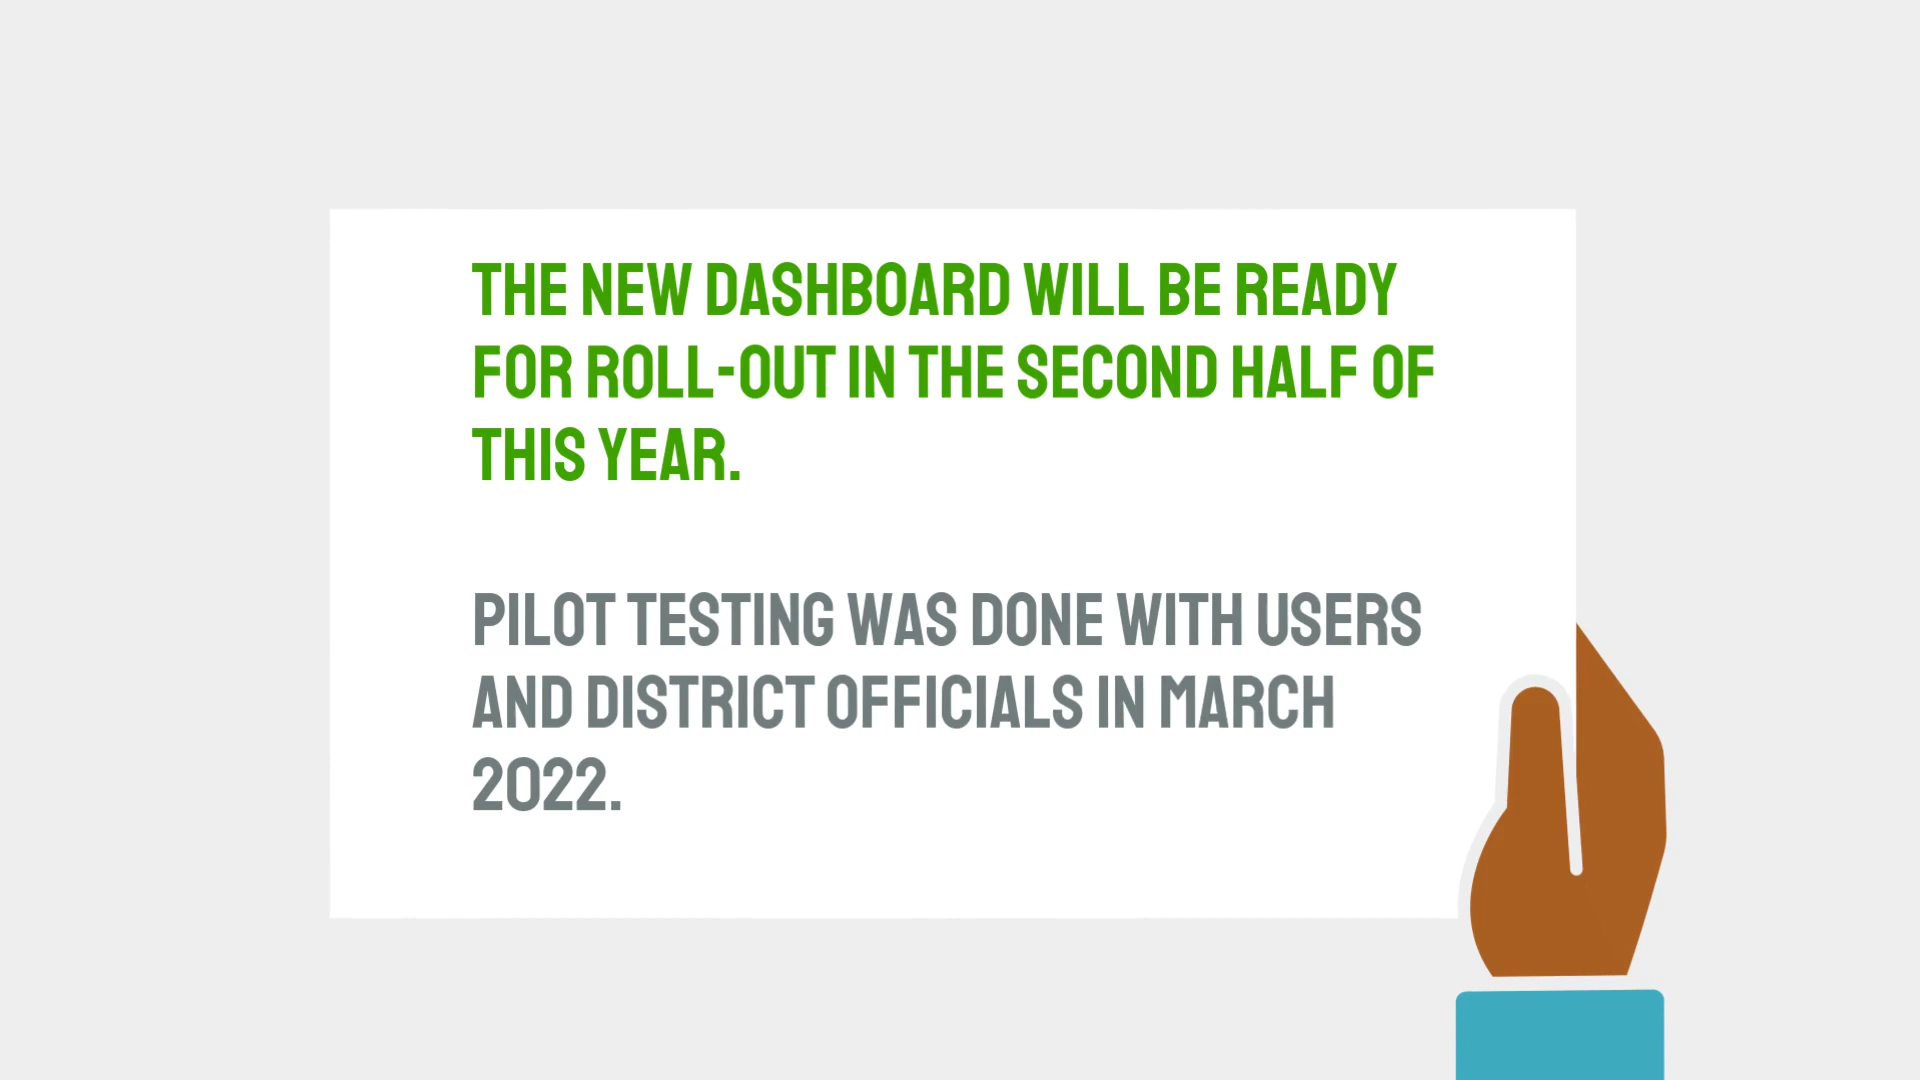 THE NEW DASHBOARD WILL BE READY
FOR ROLL-OUT IN THE SECOND HALF OF
THIS YEAR.
PILOT TESTING WAS DONE WITH USERS
AND DISTRICT OFFICIALS IN MARCH
2022.